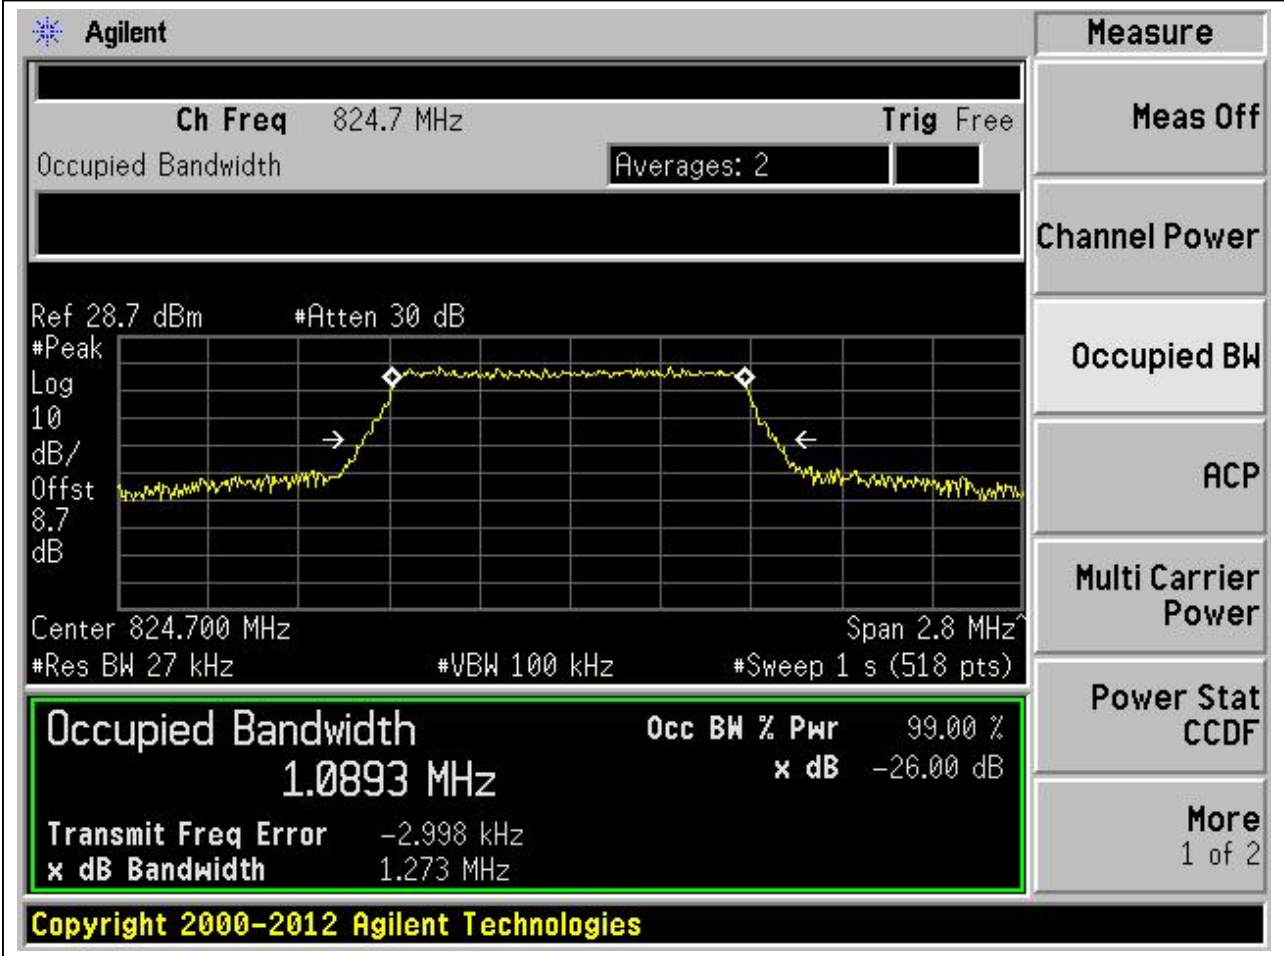 Agilent
Measure
Ch Freq 824.7 MHz Trig Free
Occupied Bandwidth Averages: 2
Meas Off
Channel Power
Occupied BW
ACP
Multi Carrier
Power
Power Stat
CCDF
More
1 of 2
Ref 28.7 dBm #Atten 30 dB
#Peak
Log
10
dB/
Offst
8.7
dB
Center 824.700 MHz Span 2.8 MHz^
#Res BW 27 kHz #VBW 100 kHz #Sweep 1 s (518 pts)
Occupied Bandwidth Occ BW % Pwr 99.00 %
1.0893 MHz x dB -26.00 dB
Transmit Freq Error -2.998 kHz
x dB Bandwidth 1.273 MHz
Copyright 2000-2012 Agilent Technologies